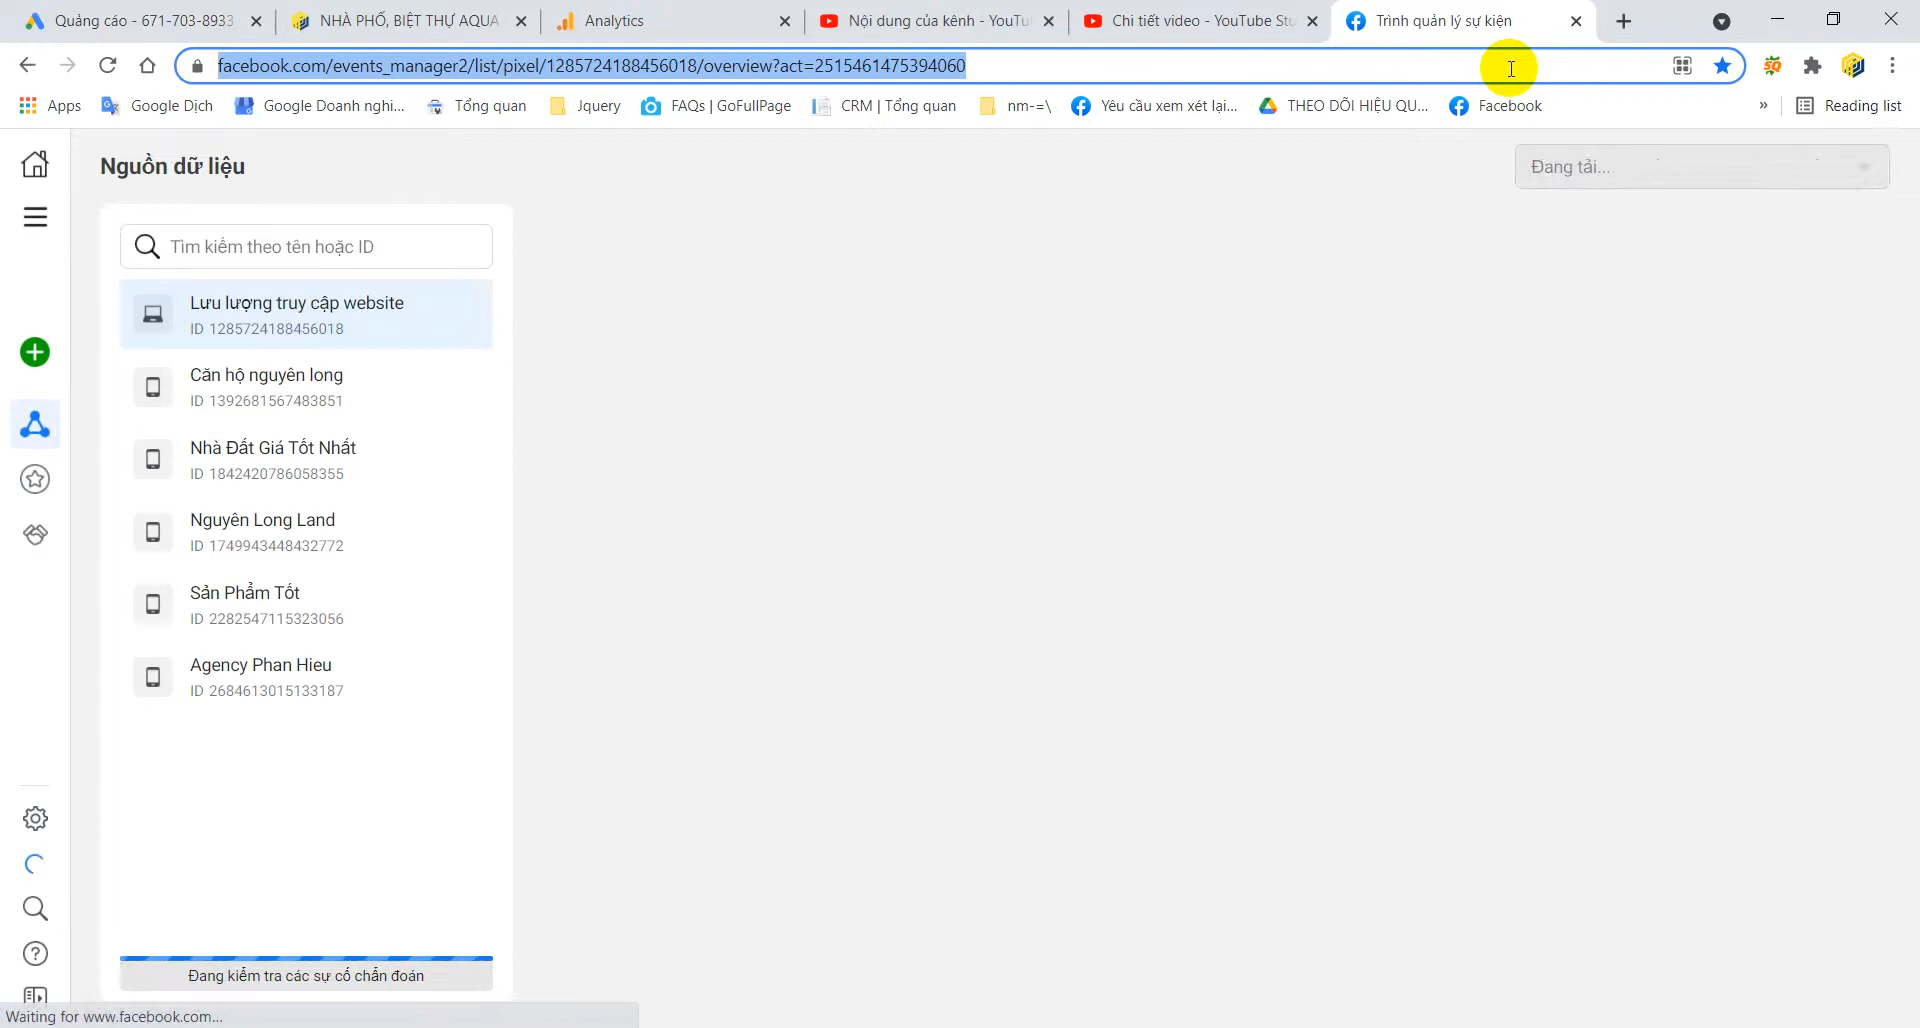 Quảng cáo - 671-703-8933
NHÀ PHỐ, BIỆT THỰ AQUA
Analytics
Nội dung của kênh - YouTu
Chi tiết video - YouTube Stu
Trình quản lý sự kiện
facebook.com/events_manager2/list/pixel/1285724188456018/overview?act=2515461475394060
Apps
Google Dịch
Google Doanh nghi...
Tổng quan
Jquery
FAQs | GoFullPage
CRM | Tổng quan
nm-=\
Yêu cầu xem xét lại...
THEO DÕI HIỆU QU...
Facebook
»
Reading list
Nguồn dữ liệu
Đang tải...
Tìm kiếm theo tên hoặc ID
Lưu lượng truy cập website
ID 1285724188456018
Căn hộ nguyên long
ID 1392681567483851
Nhà Đất Giá Tốt Nhất
ID 1842420786058355
Nguyên Long Land
ID 1749943448432772
Sản Phẩm Tốt
ID 2282547115323056
Agency Phan Hieu
ID 2684613015133187
Đang kiểm tra các sự cố chẩn đoán
Waiting for www.facebook.com...